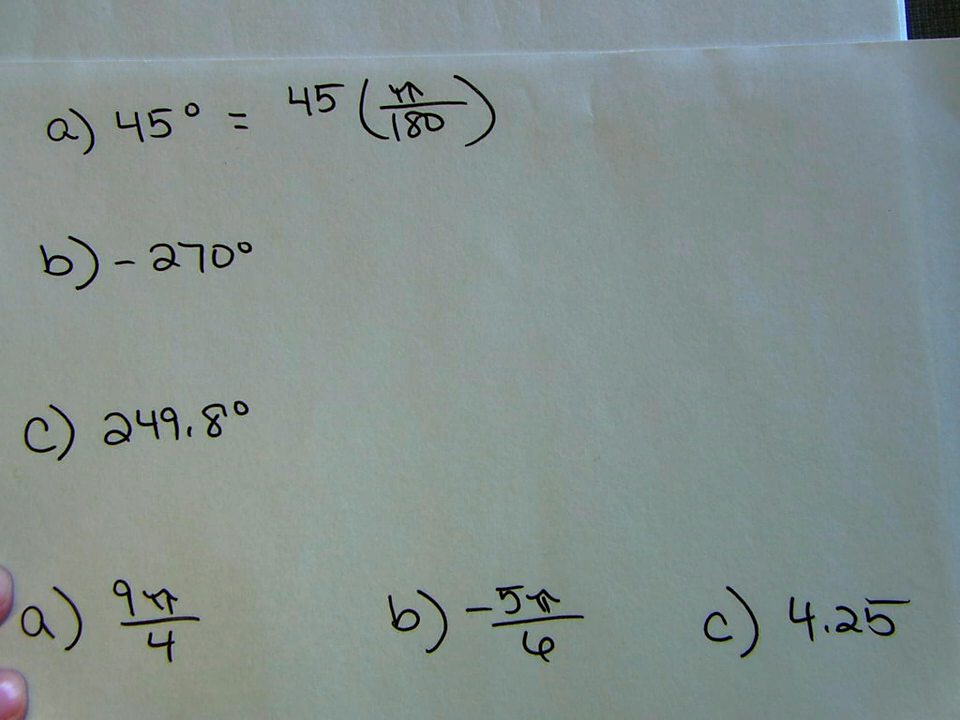 a) 45° = 45 (π/180)
b) -270°
c) 249.8°
a) 9π/4 b) -5π/6 c) 4.25